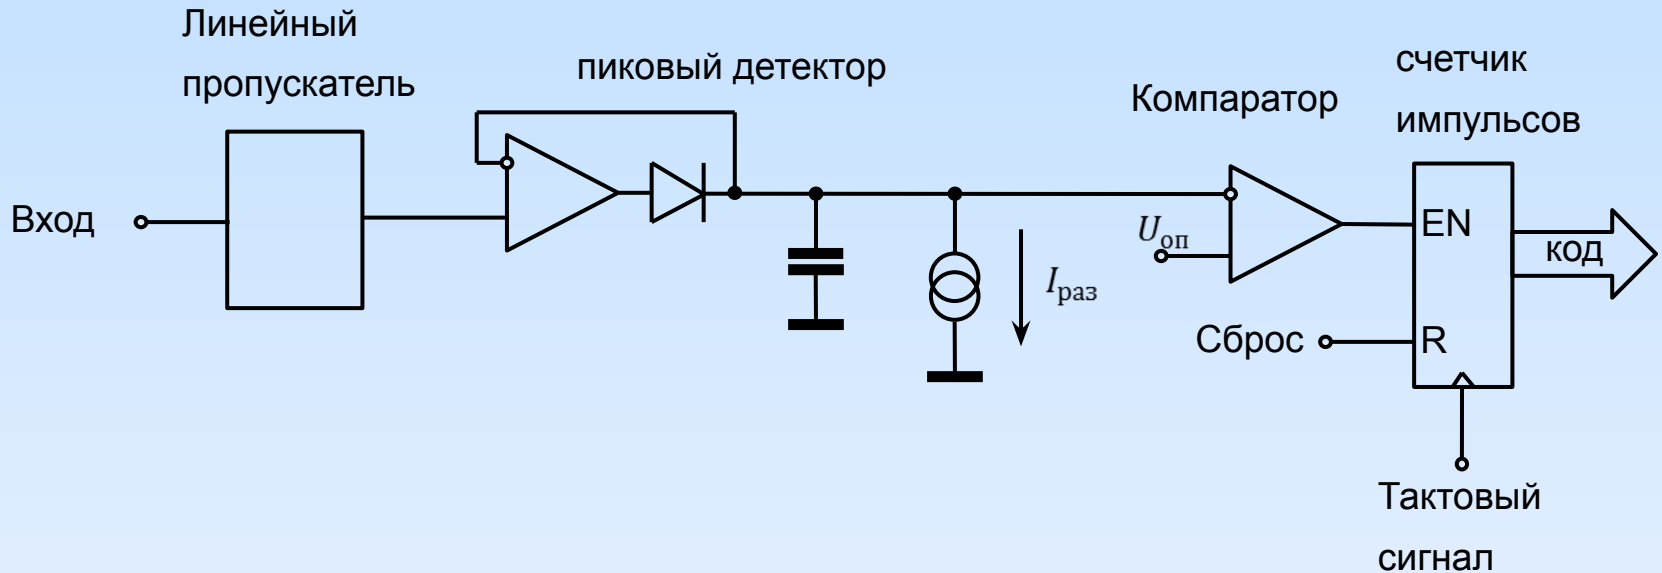 Линейный
пропускатель
пиковый детектор
Компаратор
счетчик
импульсов
Вход
Uоп
Iраз
EN
код
Сброс
R
Тактовый
сигнал